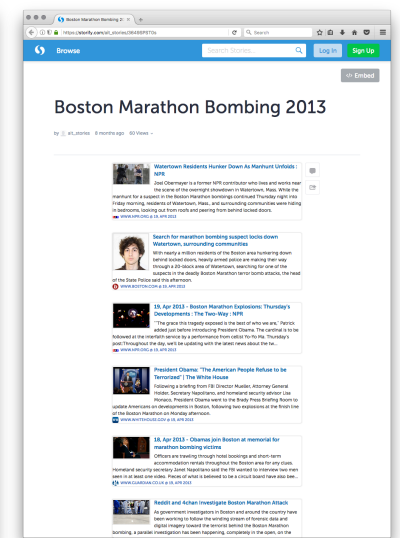 Boston Marathon Bombing 2
https://storify.com/ait_stories/
Search
Browse
Search Stories...
Log in
Sign Up
</> Embed
Boston Marathon Bombing 2013
by ait_stories 8 months ago 60 Views
Watertown Residents Hunker Down As Manhunt Unfolds :
NPR
Joel Obermayer is a former NPR contributor who lives and works near
the scene of the overnight showdown in Watertown, Mass. While the
manhunt for a suspect in the Boston Marathon bombings continued Thursday night into
Friday morning, residents of Watertown, Mass., and surrounding communities were hiding
in bedrooms, looking out from roofs and peering from behind locked doors.
WWW.NPR.ORG @ 19, APR 2013
Search for marathon bombing suspect locks down
Watertown, surrounding communities
With nearly a million residents of the Boston area hunkering down
behind locked doors, heavily armed police are making their way
through a 20-block area of Watertown, searching for one of the
suspects in the deadly Boston Marathon terror bomb attacks, the head
of the State Police said this afternoon.
WWW.BOSTON.COM @ 19, APR 2013
19, Apr 2013 - Boston Marathon Explosions: Thursday's
Developments : The Two-Way : NPR
"The grace this tragedy exposed is the best of who we are," Patrick
added just before introducing President Obama. The cardinal is to be
followed at the interfaith service by a performance from cellist Yo-Yo Ma. Thursday's
post:Throughout the day, we'll be updating with the latest news about the he...
WWW.NPR.ORG @ 19, APR 2013
President Obama: "The American People Refuse to be
Terrorized" | The White House
Following a briefing from FBI Director Mueller, Attorney General
Holder, Secretary Napolitano, and homeland security advisor Lisa
Monaco, President Obama went to the Brady Press Briefing Room to
update Americans on developments in Boston, following two explosions at the finish line
of the Boston Marathon on Monday afternoon.
WWW.WHITEHOUSE.GOV @ 19, APR 2013
18, Apr 2013 - Obamas join Boston at memorial for
marathon bombing victims
Officers are trawling through hotel bookings and short-term
accommodation rentals throughout the Boston area for any clues.
Homeland security secretary Janet Napolitano said the FBI wanted to interview two men
seen in at least one video. Pieces of what is believed to be a circuit board have also bee...
WWW.GUARDIAN.CO.UK @ 19, APR 2013
Reddit and 4chan Investigate Boston Marathon Attack
As government investigators in Boston and around the country have
been working to follow the winding stream of forensic data and
digital imagery toward the terrorist behind the Boston Marathon
bombing, a parallel investigation has been happening, completely in the open, on the